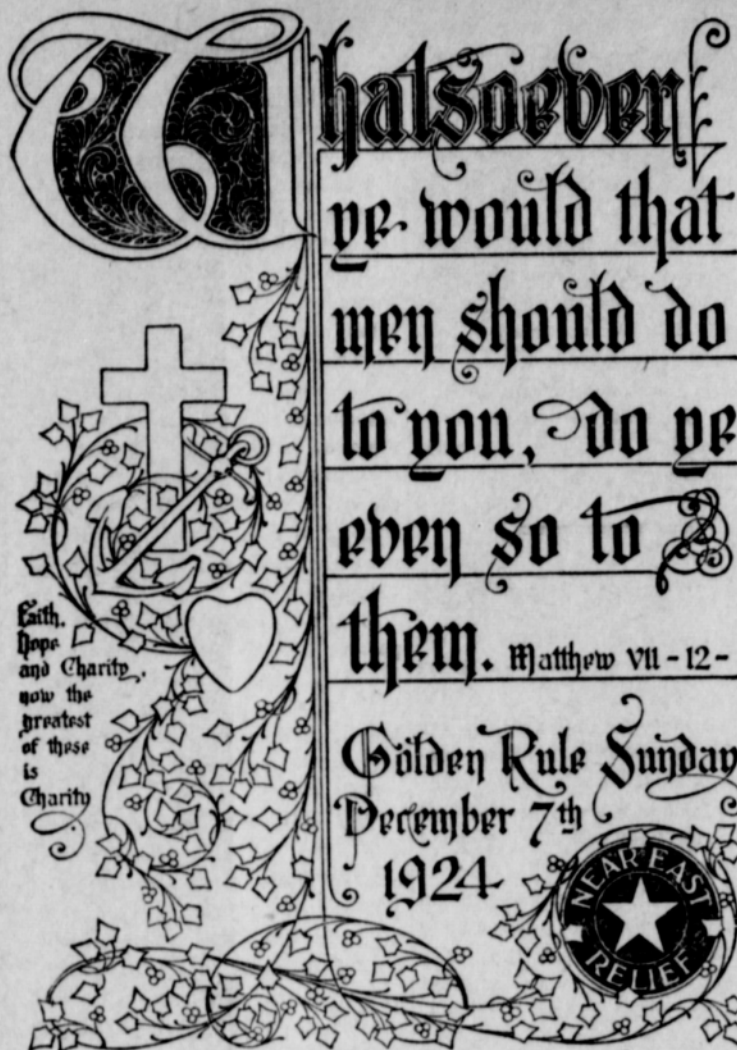 Whatsoever
ye would that
men should do
to you, do ye
even so to
them. Matthew VII - 12 -
Faith.
Hope
and Charity.
now the
greatest
of these
is
Charity
Golden Rule Sunday
December 7th
1924
NEAR EAST
RELIEF